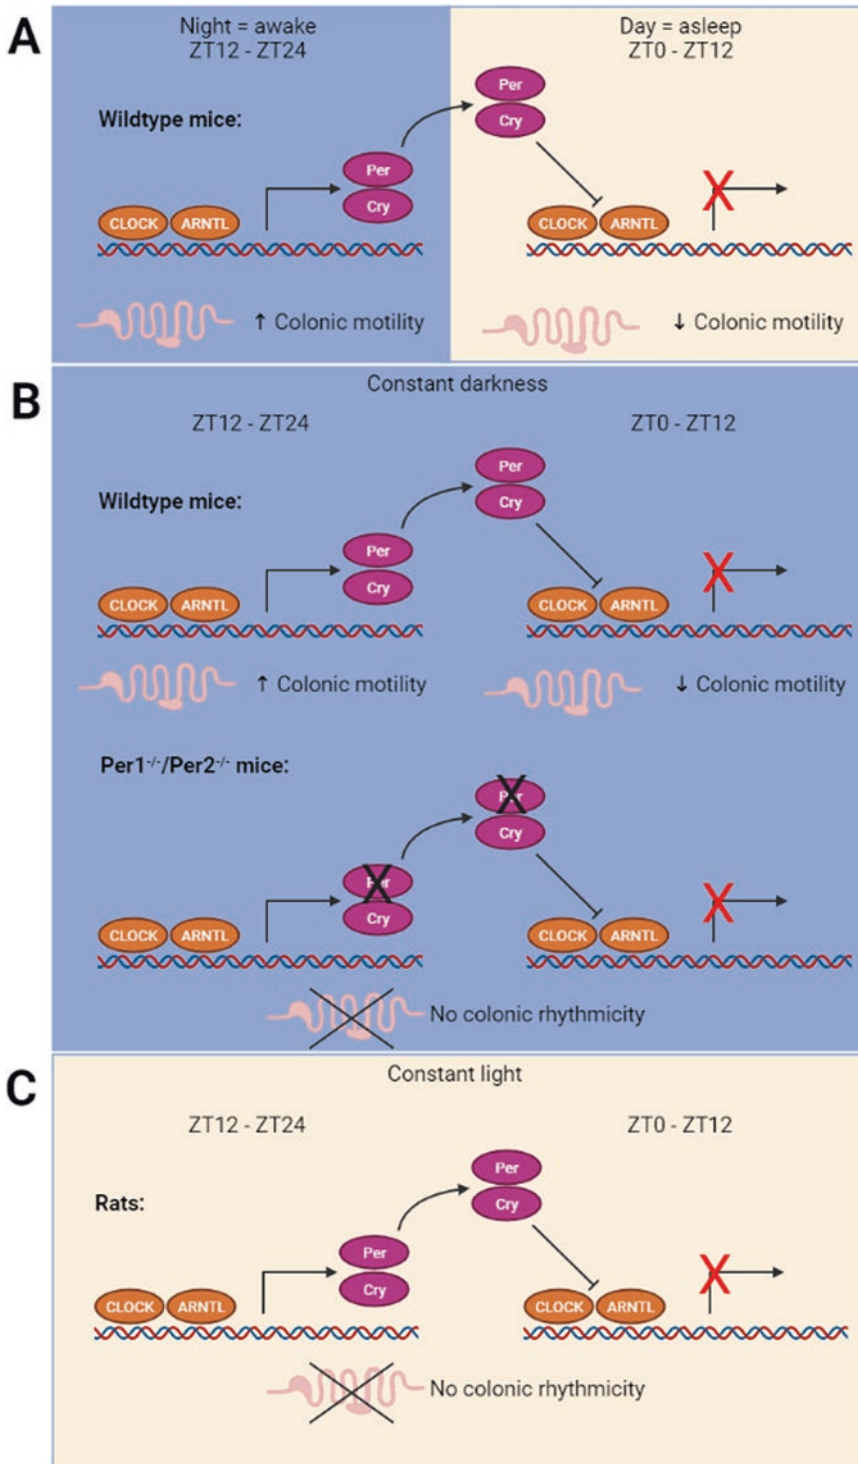 A
Night = awake
ZT12 - ZT24
Day = asleep
ZT0 - ZT12
Wildtype mice:
Per
Cry
Per
Cry
CLOCK
ARNTL
CLOCK
ARNTL
↑ Colonic motility
↓ Colonic motility
B
Constant darkness
ZT12 - ZT24
ZT0 - ZT12
Wildtype mice:
Per
Cry
Per
Cry
CLOCK
ARNTL
CLOCK
ARNTL
↑ Colonic motility
↓ Colonic motility
Per1-/-/Per2-/- mice:
Per
Cry
Per
Cry
CLOCK
ARNTL
CLOCK
ARNTL
No colonic rhythmicity
C
Constant light
ZT12 - ZT24
ZT0 - ZT12
Rats:
Per
Cry
Per
Cry
CLOCK
ARNTL
CLOCK
ARNTL
No colonic rhythmicity